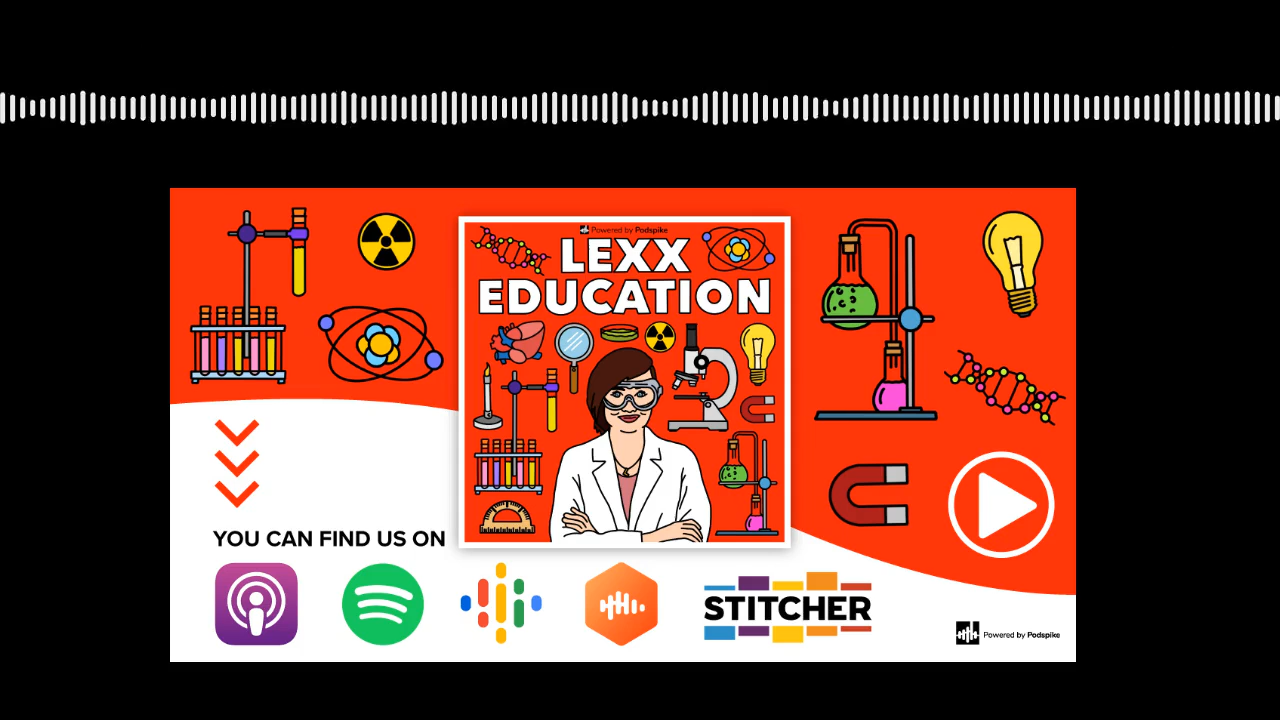 Powered by Podspike
LEXX
EDUCATION
YOU CAN FIND US ON
STITCHER
Powered by Podspike